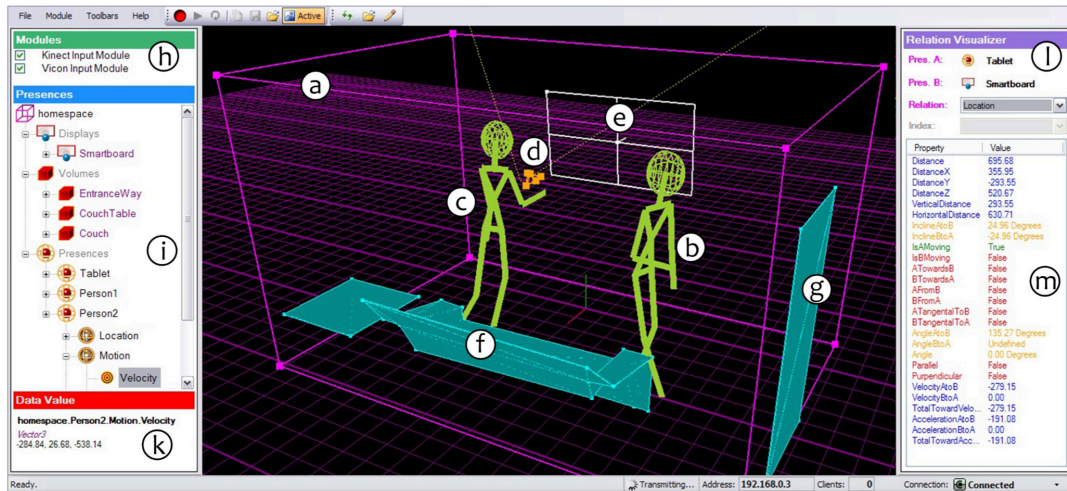 File Module Toolbars Help Active
Modules
Kinect Input Module
Vicon Input Module
h
Presences
homespace
Displays
Smartboard
Volumes
EntranceWay
CouchTable
Couch
Presences
Tablet
Person1
Person2
Location
Motion
Velocity
i
Data Value
homespace.Person2.Motion.Velocity
Vector3
-284.84, 26.68, -538.14
k
a
e
d
c
b
g
f
Relation Visualizer
Pres. A: Tablet
l
Pres. B: Smartboard
Relation: Location
Index:
Property Value
Distance 695.68
DistanceX 355.95
DistanceY -293.55
DistanceZ 520.67
VerticalDistance 293.55
HorizontalDistance 630.71
InclineAtoB 24.96 Degrees
InclineBtoA -24.96 Degrees
IsAMoving True
IsBMoving False
ATowardsB False
BTowardsA False
AFromB False
BFromA False
ATangentalToB False
BTangentalToA False
AngleAtoB 135.27 Degrees
AngleBtoA Undefined
Angle 0.00 Degrees
Parallel False
Purpendicular False
VelocityAtoB -279.15
VelocityBtoA 0.00
TotalTowardVelo... -279.15
AccelerationAtoB -191.08
AccelerationBtoA 0.00
TotalTowardAcc... -191.08
m
Ready. Transmitting... Address: 192.168.0.3 Clients: 0 Connection: Connected